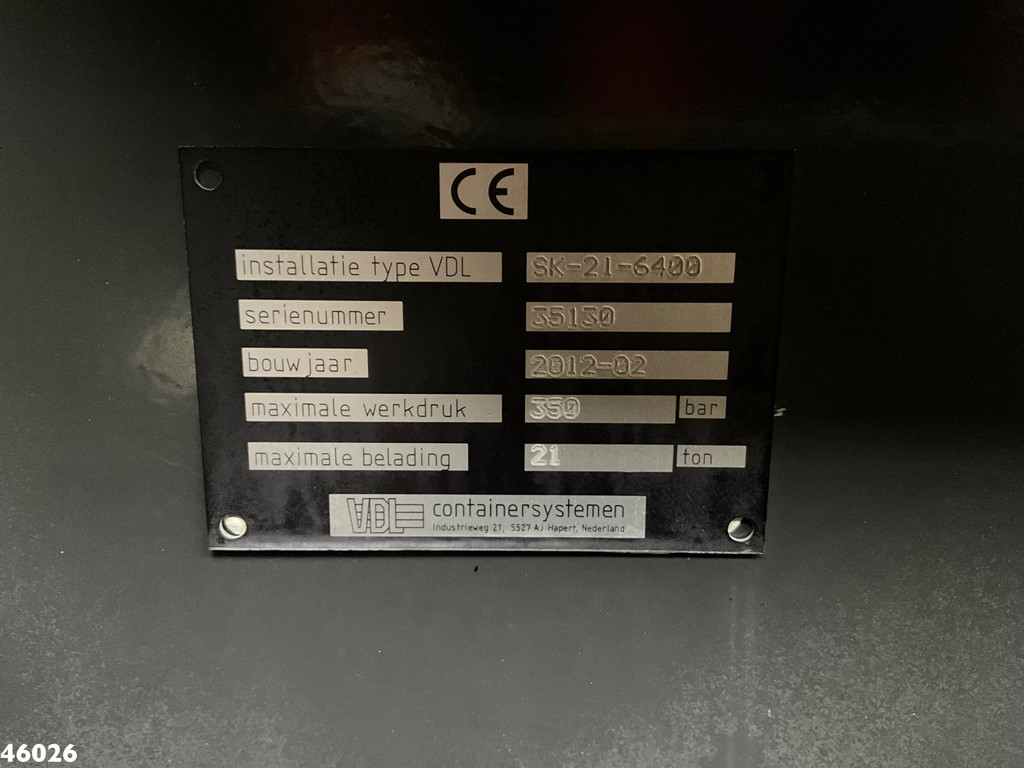 CE
installatie type VDL SK-21-6400
serienummer 35130
bouwjaar 2012-02
maximale werkdruk 350 bar
maximale belading 21 ton
VDL containersystemen
Industrieweg 21, 5527 AJ Hapert, Nederland
46026